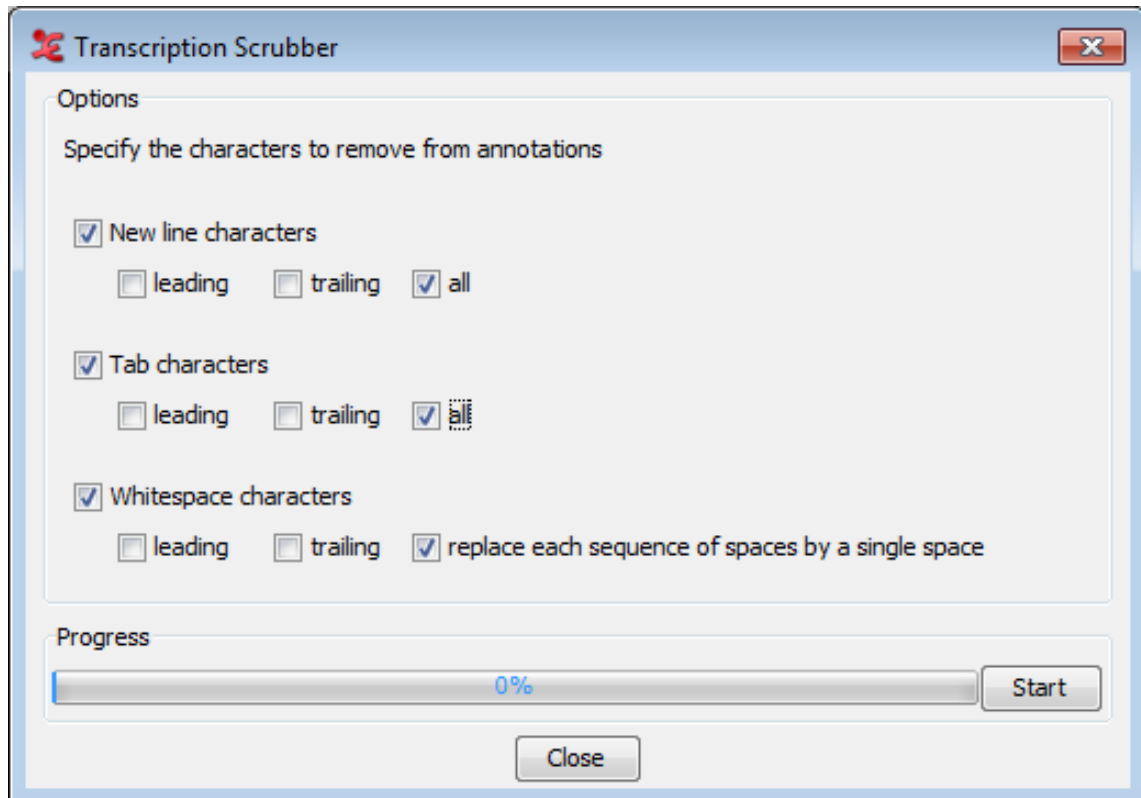 Transcription Scrubber
Options
Specify the characters to remove from annotations
New line characters
leading trailing all
Tab characters
leading trailing all
Whitespace characters
leading trailing replace each sequence of spaces by a single space
Progress
0% Start
Close